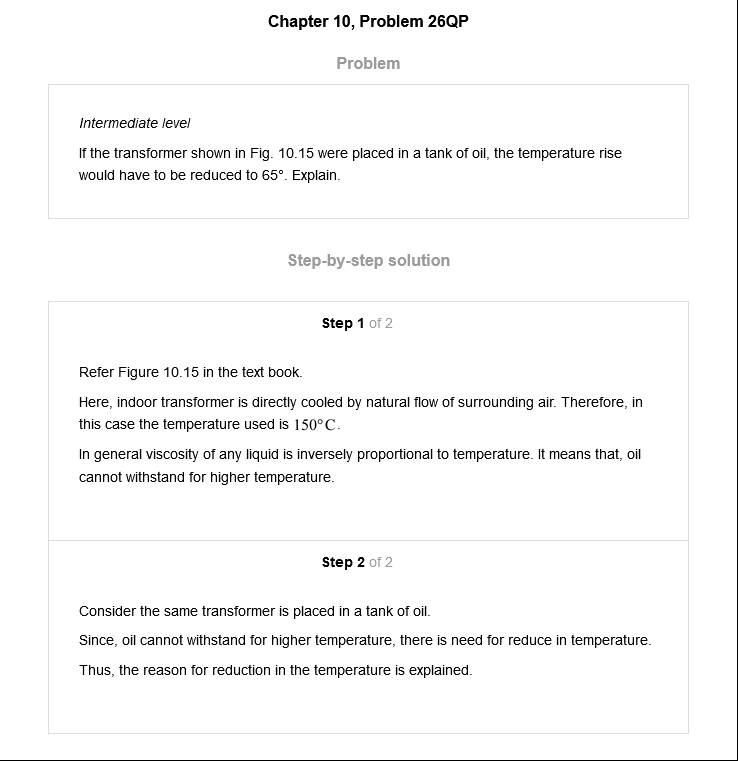 Chapter 10, Problem 26QP
Problem
Intermediate level
If the transformer shown in Fig. 10.15 were placed in a tank of oil, the temperature rise
would have to be reduced to 65°. Explain.
Step-by-step solution
Step 1 of 2
Refer Figure 10.15 in the text book.
Here, indoor transformer is directly cooled by natural flow of surrounding air. Therefore, in
this case the temperature used is 150°C.
In general viscosity of any liquid is inversely proportional to temperature. It means that, oil
cannot withstand for higher temperature.
Step 2 of 2
Consider the same transformer is placed in a tank of oil.
Since, oil cannot withstand for higher temperature, there is need for reduce in temperature.
Thus, the reason for reduction in the temperature is explained.